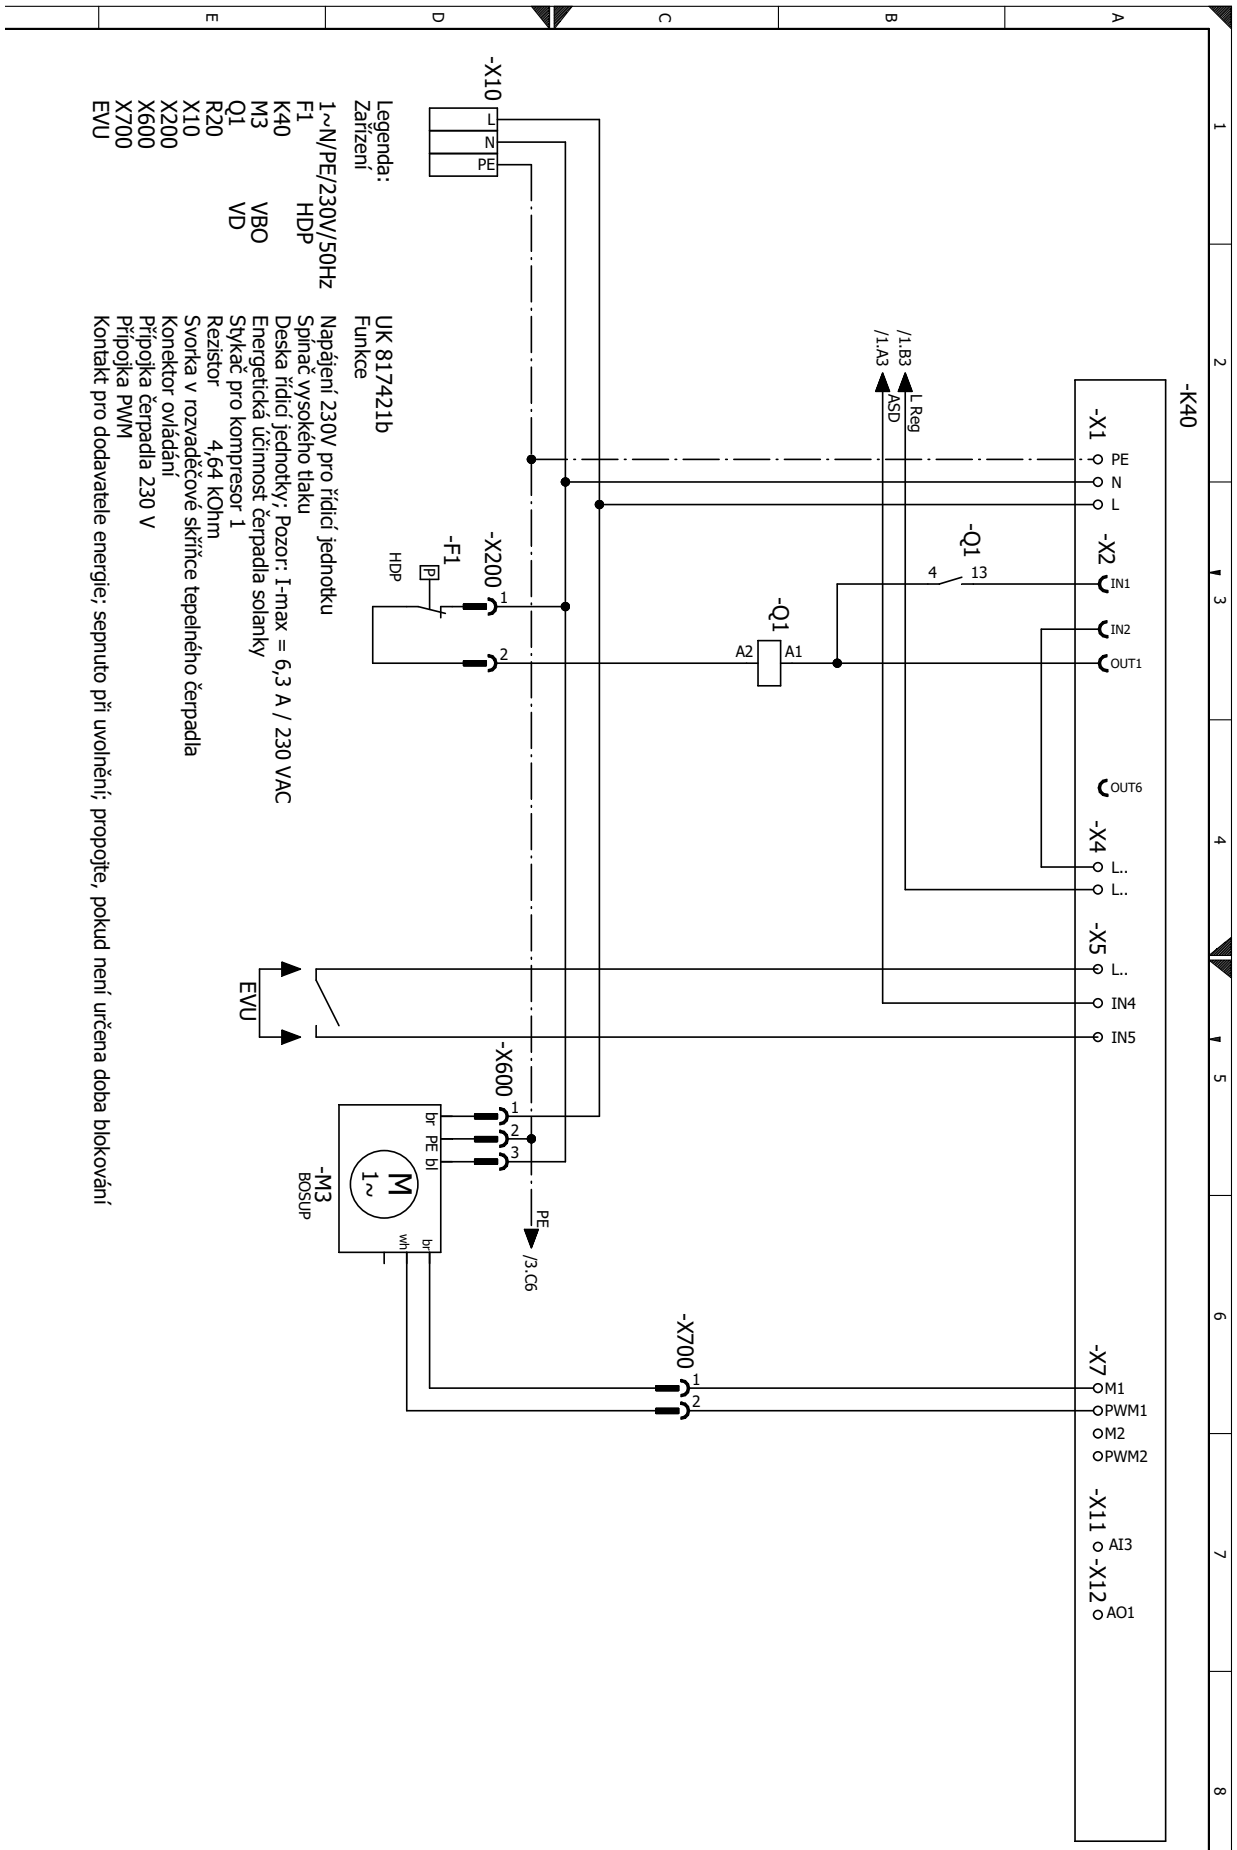 A
B
C
D
E
1
2
3
4
5
6
7
8
-K40
-X1
PE
N
L
-X2
IN1
IN2
OUT1
OUT6
-X4
L..
L..
-X5
L..
IN4
IN5
-X7
M1
PWM1
M2
PWM2
-X11
AI3
-X12
AO1
/1.B3
L Reg
/1.A3
ASD
-Q1
4
13
-Q1
A2
A1
-X10
L
N
PE
-X200
1
2
-F1
P
HDP
EVU
-X600
1
2
3
br
PE
bl
M
1~
-M3
BOSUP
wh
br
PE
/3.C6
-X700
1
2
Legenda: UK 817421b
Zařízení Funkce
1~N/PE/230V/50Hz Napájení 230V pro řídicí jednotku
F1 HDP Spínač vysokého tlaku
K40 Deska řídicí jednotky; Pozor: I-max = 6,3 A / 230 VAC
M3 VBO Energetická účinnost čerpadla solanky
Q1 VD Stykač pro kompresor 1
R20 Rezistor 4,64 kOhm
X10 Svorka v rozvaděčové skříňce tepelného čerpadla
X200 Konektor ovládání
X600 Přípojka čerpadla 230 V
X700 Přípojka PWM
EVU Kontakt pro dodavatele energie; sepnuto při uvolnění; propojte, pokud není určena doba blokování